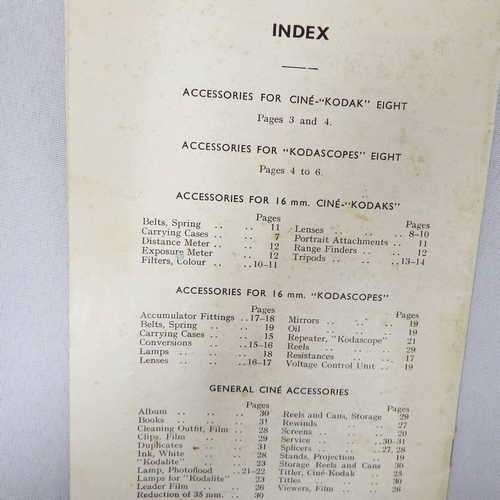 INDEX
ACCESSORIES FOR CINÉ-"KODAK" EIGHT
Pages 3 and 4.
ACCESSORIES FOR "KODASCOPES" EIGHT
Pages 4 to 6.
ACCESSORIES FOR 16 mm. CINÉ-"KODAKS"
Pages
Belts, Spring .. .. 11
Carrying Cases .. .. 7
Distance Meter .. .. 12
Exposure Meter .. 12
Filters, Colour .. .. 10–11
Pages
Lenses .. .. .. 8–10
Portrait Attachments .. 11
Range Finders .. .. 12
Tripods .. .. .. 13–14
ACCESSORIES FOR 16 mm. "KODASCOPES"
Pages
Accumulator Fittings .. 17–18
Belts, Spring .. .. 19
Carrying Cases .. .. 15
Conversions .. .. 15–16
Lamps .. .. .. 18
Lenses .. .. .. 16–17
Pages
Mirrors .. .. .. 19
Oil .. .. .. 19
Repeater, "Kodascope" 21
Reels .. .. .. 29
Resistances .. .. 17
Voltage Control Unit .. 19
GENERAL CINÉ ACCESSORIES
Pages
Album .. .. .. 30
Books .. .. .. 31
Cleaning Outfit, Film .. 28
Clips, Film .. .. 29
Duplicates .. .. 31
Ink, White .. .. 28
"Kodalite" .. .. 23
Lamp, Photoflood .. 21–22
Lamps for "Kodalite" .. 23
Leader Film .. .. 26
Reduction of 35 mm. .. 30
Pages
Reels and Cans, Storage 29
Rewinds .. .. .. 27
Screens .. .. .. 20
Service .. .. .. 30–31
Splicers .. .. .. 27, 28
Stands, Projection .. 19
Storage Reels and Cans 30
Titler, Ciné-Kodak .. 25
Titles .. .. .. 30
Viewers, Film .. .. 26